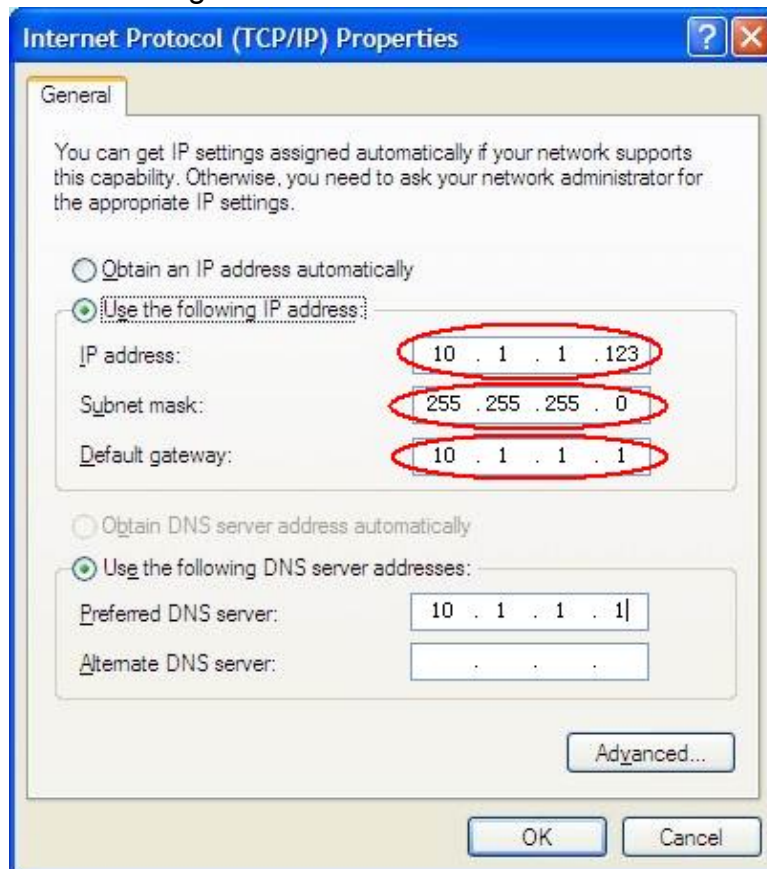 Internet Protocol (TCP/IP) Properties
General
You can get IP settings assigned automatically if your network supports
this capability. Otherwise, you need to ask your network administrator for
the appropriate IP settings.
Obtain an IP address automatically
Use the following IP address:
IP address: 10 . 1 . 1 . 123
Subnet mask: 255 . 255 . 255 . 0
Default gateway: 10 . 1 . 1 . 1
Obtain DNS server address automatically
Use the following DNS server addresses:
Preferred DNS server: 10 . 1 . 1 . 1
Alternate DNS server: . . .
Advanced...
OK Cancel